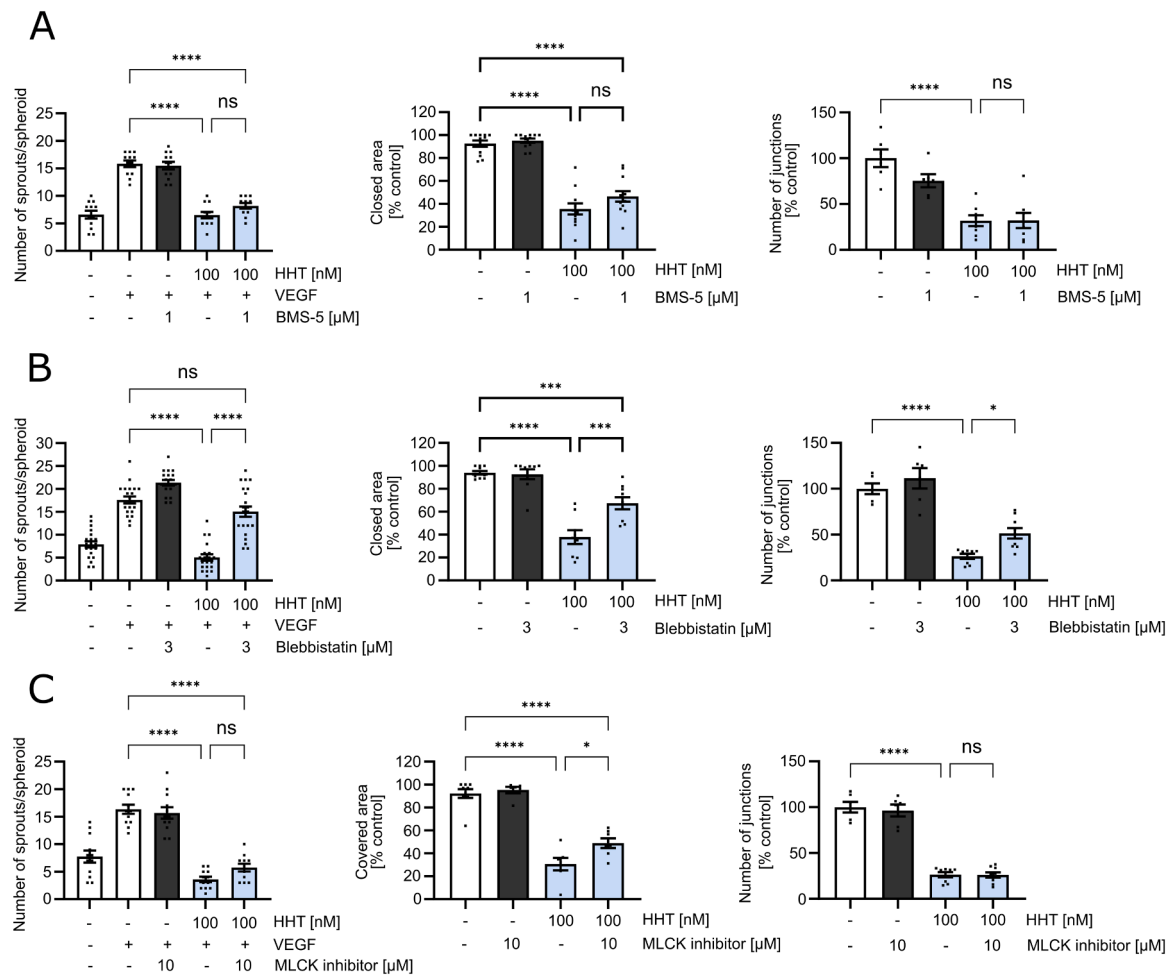 A
****
****
ns
Number of sprouts/spheroid
25
20
15
10
5
0
- - - 100 100 HHT [nM]
- + + + + VEGF
- - 1 - 1 BMS-5 [µM]
****
****
ns
Closed area
[% control]
120
100
80
60
40
20
0
- - 100 100 HHT [nM]
- 1 - 1 BMS-5 [µM]
****
ns
Number of junctions
[% control]
150
100
50
0
- - 100 100 HHT [nM]
- 1 - 1 BMS-5 [µM]
B
ns
****
****
Number of sprouts/spheroid
30
25
20
15
10
5
0
- - - 100 100 HHT [nM]
- + + + + VEGF
- - 3 - 3 Blebbistatin [µM]
***
****
***
Closed area
[% control]
120
100
80
60
40
20
0
- - 100 100 HHT [nM]
- 3 - 3 Blebbistatin [µM]
****
*
Number of junctions
[% control]
150
100
50
0
- - 100 100 HHT [nM]
- 3 - 3 Blebbistatin [µM]
C
****
****
ns
Number of sprouts/spheroid
25
20
15
10
5
0
- - - 100 100 HHT [nM]
- + + + + VEGF
- - 10 - 10 MLCK inhibitor [µM]
****
****
*
Covered area
[% control]
120
100
80
60
40
20
0
- - 100 100 HHT [nM]
- 10 - 10 MLCK inhibitor [µM]
****
ns
Number of junctions
[% control]
150
100
50
0
- - 100 100 HHT [nM]
- 10 - 10 MLCK inhibitor [µM]